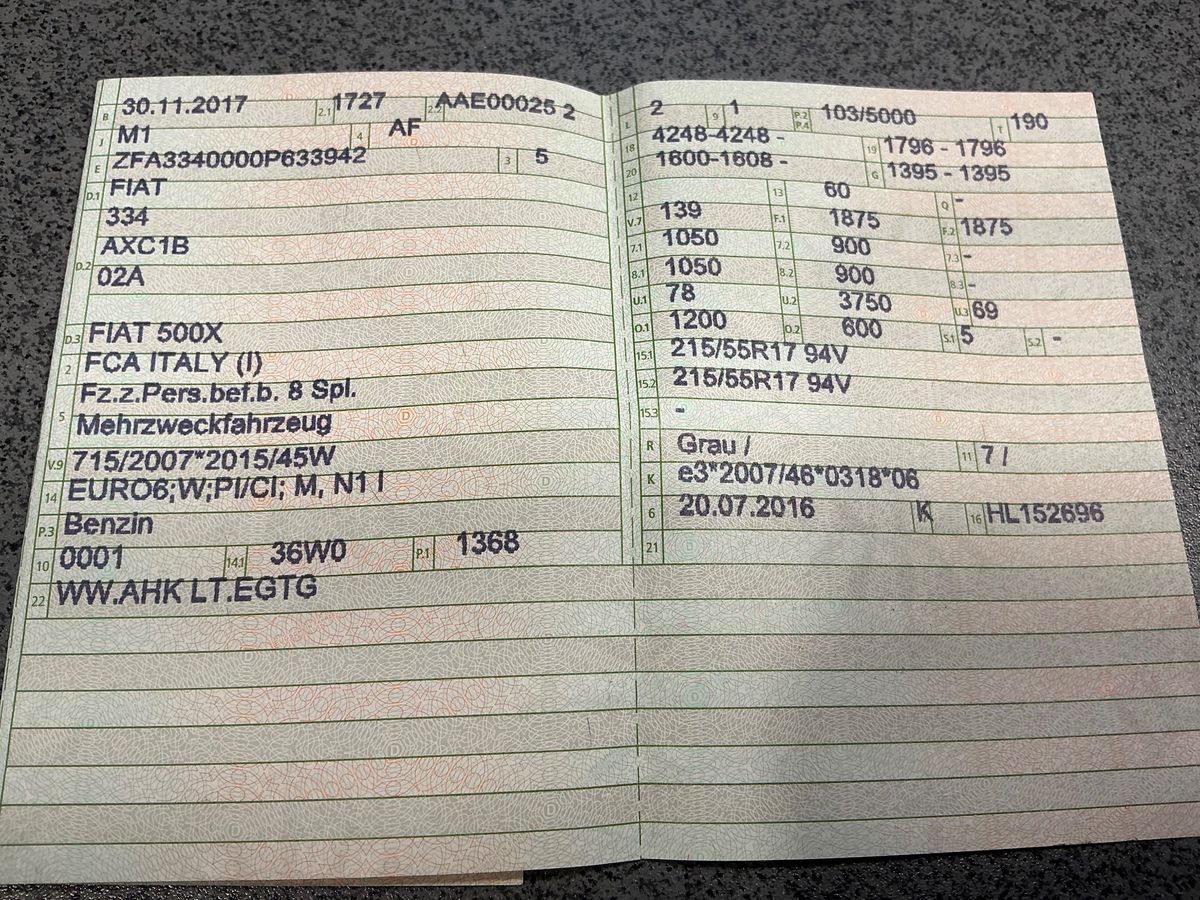 B 30.11.2017 2.1 1727 2.2 AAE00025 2
J M1 4 AF
E ZFA3340000P633942 3 5
D.1 FIAT
334
D.2 AXC1B
02A
D.3 FIAT 500X
2 FCA ITALY (I)
5 Fz.z.Pers.bef.b. 8 Spl.
Mehrzweckfahrzeug
V.9 715/2007*2015/45W
14 EURO6;W;PI/CI; M, N1 I
P.3 Benzin
10 0001 14.1 36W0 P.1 1368
22 WW.AHK LT.EGTG
L 2 9 1 P.2 P.4 103/5000 T 190
18 4248-4248 - 19 1796 - 1796
20 1600-1608 - G 1395 - 1395
12 13 60 Q -
V.7 139 F.1 1875 F.2 1875
7.1 1050 7.2 900 7.3 -
8.1 1050 8.2 900 8.3 -
U.1 78 U.2 3750 U.3 69
O.1 1200 O.2 600 S.1 5 S.2 -
15.1 215/55R17 94V
15.2 215/55R17 94V
15.3 -
R Grau / 11 7 /
K e3*2007/46*0318*06
6 20.07.2016 K 16 HL152696
21